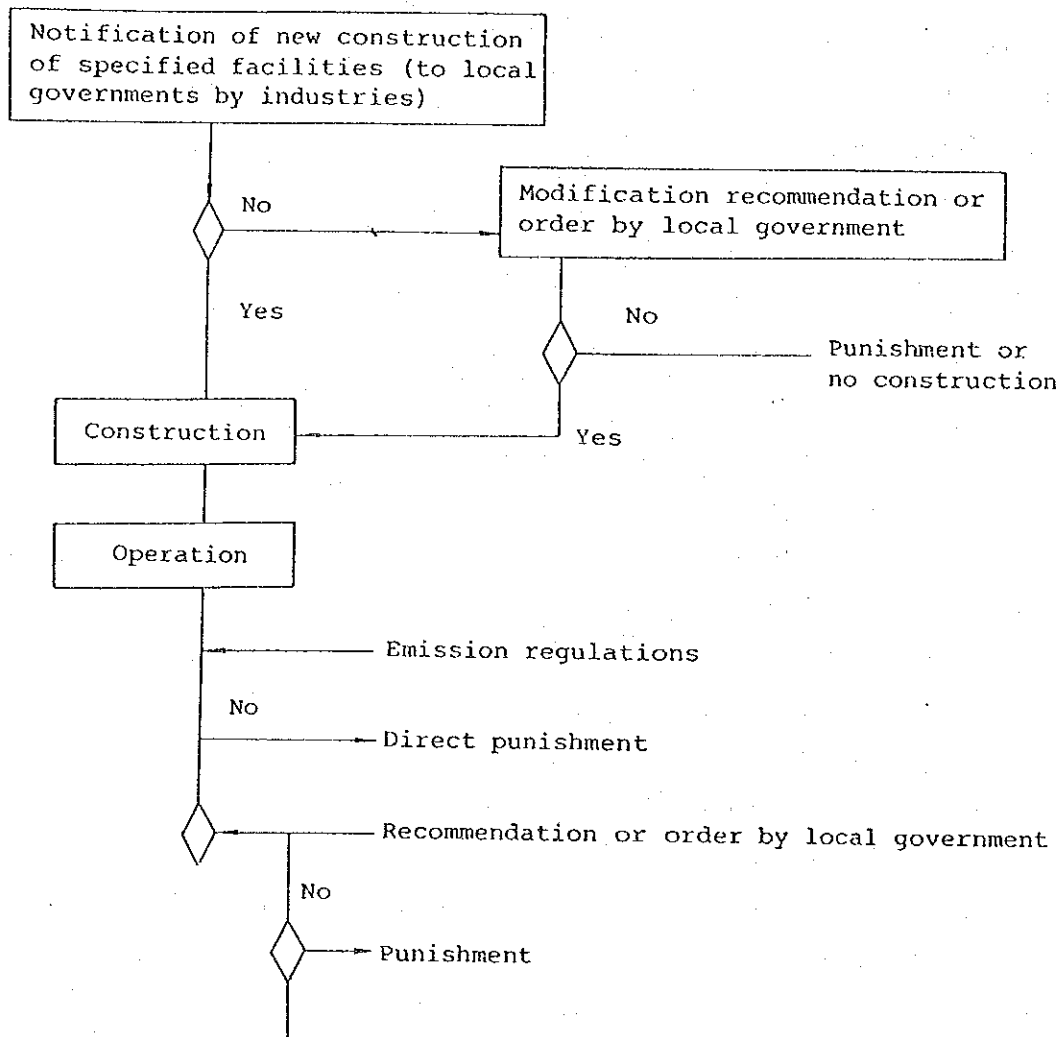 Notification of new construction
of specified facilities (to local
governments by industries)
No
Modification recommendation or
order by local government
Yes
No
Punishment or
no construction
Construction
Yes
Operation
Emission regulations
No
Direct punishment
Recommendation or order by local government
No
Punishment